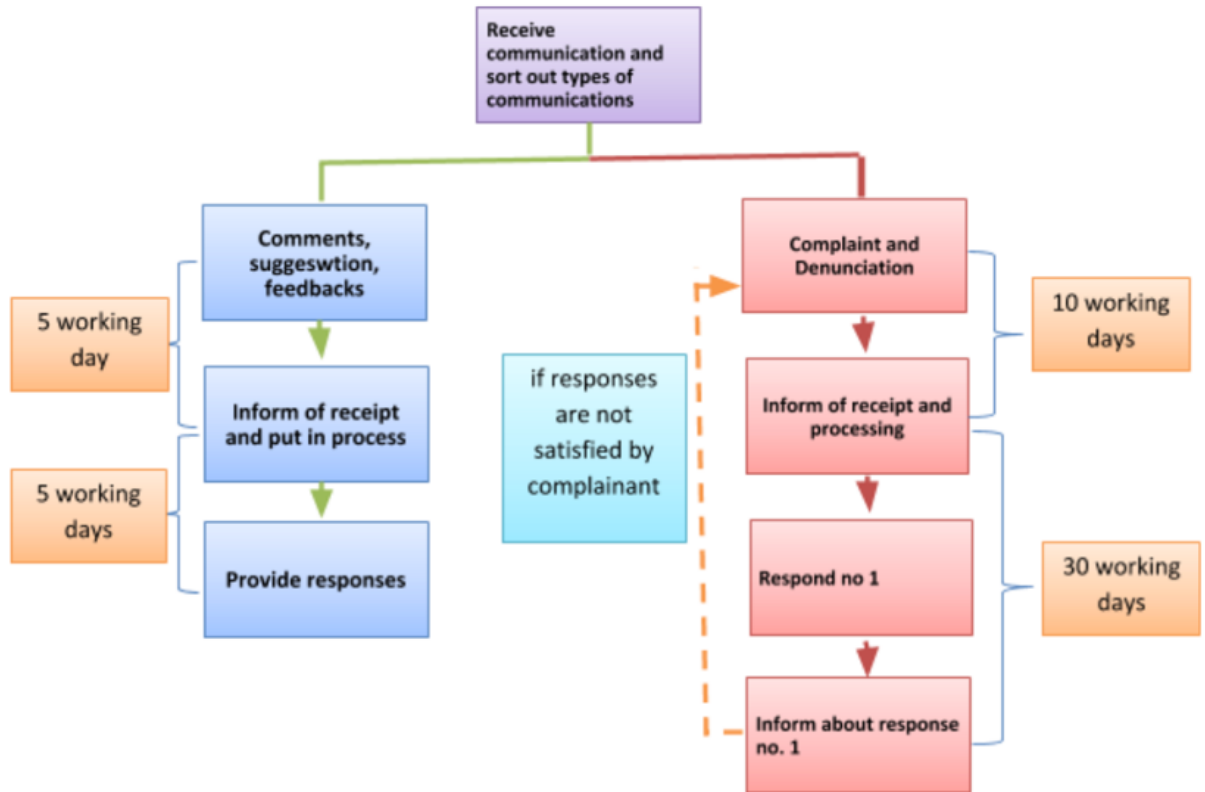 Receive
communication and
sort out types of
communications
Comments,
suggeswtion,
feedbacks
5 working
day
Inform of receipt
and put in process
5 working
days
Provide responses
Complaint and
Denunciation
10 working
days
if responses
are not
satisfied by
complainant
Inform of receipt and
processing
Respond no 1
30 working
days
Inform about response
no. 1